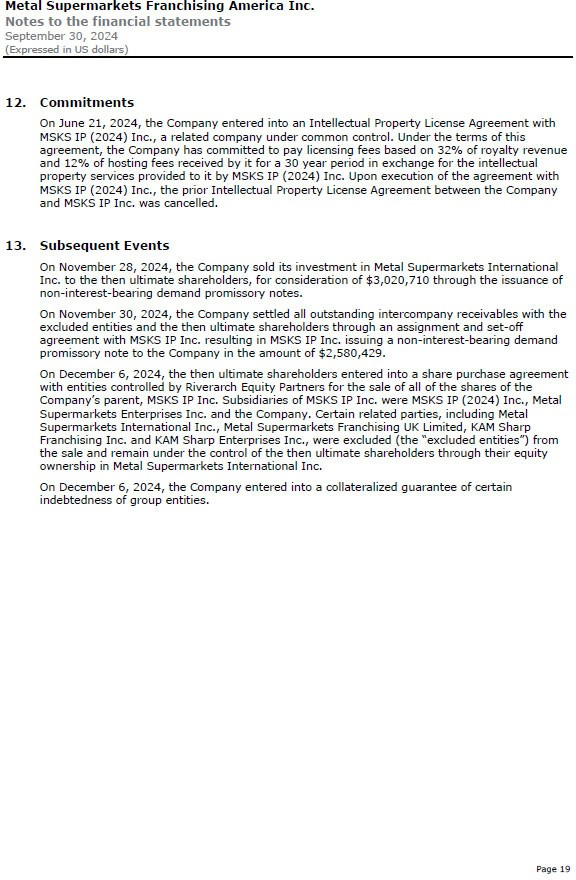 Metal Supermarkets Franchising America Inc.
Notes to the financial statements
September 30, 2024
(Expressed in US dollars)
12. Commitments
On June 21, 2024, the Company entered into an Intellectual Property License Agreement with
MSKS IP (2024) Inc., a related company under common control. Under the terms of this
agreement, the Company has committed to pay licensing fees based on 32% of royalty revenue
and 12% of hosting fees received by it for a 30 year period in exchange for the intellectual
property services provided to it by MSKS IP (2024) Inc. Upon execution of the agreement with
MSKS IP (2024) Inc., the prior Intellectual Property License Agreement between the Company
and MSKS IP Inc. was cancelled.
13. Subsequent Events
On November 28, 2024, the Company sold its investment in Metal Supermarkets International
Inc. to the then ultimate shareholders, for consideration of $3,020,710 through the issuance of
non-interest-bearing demand promissory notes.
On November 30, 2024, the Company settled all outstanding intercompany receivables with the
excluded entities and the then ultimate shareholders through an assignment and set-off
agreement with MSKS IP Inc. resulting in MSKS IP Inc. issuing a non-interest-bearing demand
promissory note to the Company in the amount of $2,580,429.
On December 6, 2024, the then ultimate shareholders entered into a share purchase agreement
with entities controlled by Riverarch Equity Partners for the sale of all of the shares of the
Company's parent, MSKS IP Inc. Subsidiaries of MSKS IP Inc. were MSKS IP (2024) Inc., Metal
Supermarkets Enterprises Inc. and the Company. Certain related parties, including Metal
Supermarkets International Inc., Metal Supermarkets Franchising UK Limited, KAM Sharp
Franchising Inc. and KAM Sharp Enterprises Inc., were excluded (the “excluded entities”) from
the sale and remain under the control of the then ultimate shareholders through their equity
ownership in Metal Supermarkets International Inc.
On December 6, 2024, the Company entered into a collateralized guarantee of certain
indebtedness of group entities.
Page 19